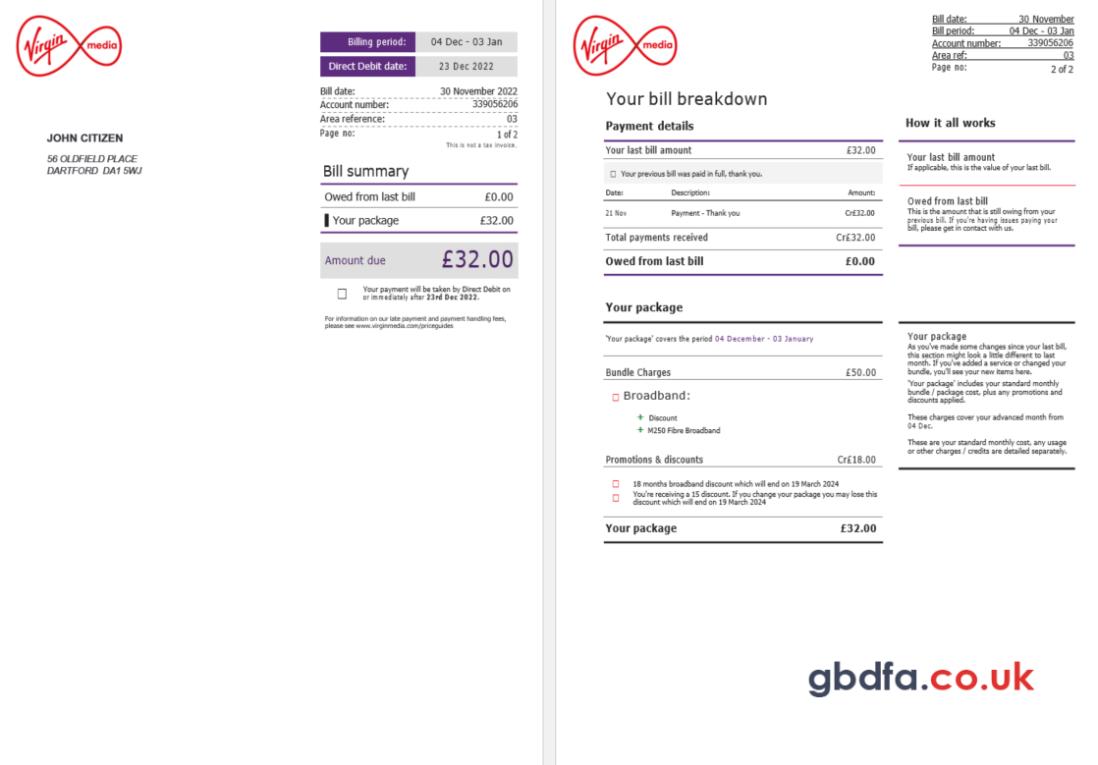 Virgin media
Billing period: 04 Dec - 03 Jan
Direct Debit date: 23 Dec 2022
Bill date: 30 November 2022
Account number: 339056206
Area reference: 03
Page no: 1 of 2
This is not a tax invoice.
JOHN CITIZEN
56 OLDFIELD PLACE
DARTFORD DA1 5WJ
Bill summary
Owed from last bill £0.00
Your package £32.00
Amount due £32.00
Your payment will be taken by Direct Debit on
or immediately after 23rd Dec 2022.
For information on our late payment and payment handling fees,
please see www.virginmedia.com/priceguides
Virgin media
Bill date: 30 November
Bill period: 04 Dec - 03 Jan
Account number: 339056206
Area ref: 03
Page no: 2 of 2
Your bill breakdown
Payment details
Your last bill amount £32.00
Your previous bill was paid in full, thank you.
Date: Description: Amount:
21 Nov Payment - Thank you Cr£32.00
Total payments received Cr£32.00
Owed from last bill £0.00
How it all works
Your last bill amount
If applicable, this is the value of your last bill.
Owed from last bill
This is the amount that is still owing from your
previous bill. If you're having issues paying your
bill, please get in contact with us.
Your package
'Your package' covers the period 04 December - 03 January
Bundle Charges £50.00
Broadband:
+ Discount
+ M250 Fibre Broadband
Promotions & discounts Cr£18.00
18 months broadband discount which will end on 19 March 2024
You're receiving a 15 discount. If you change your package you may lose this
discount which will end on 19 March 2024
Your package £32.00
Your package
As you've made some changes since your last bill,
this section might look a little different to last
month. If you've added a service or changed your
bundle, you'll see your new items here.
'Your package' includes your standard monthly
bundle / package cost, plus any promotions and
discounts applied.
These charges cover your advanced month from
04 Dec.
These are your standard monthly cost, any usage
or other charges / credits are detailed separately.
gbdfa.co.uk